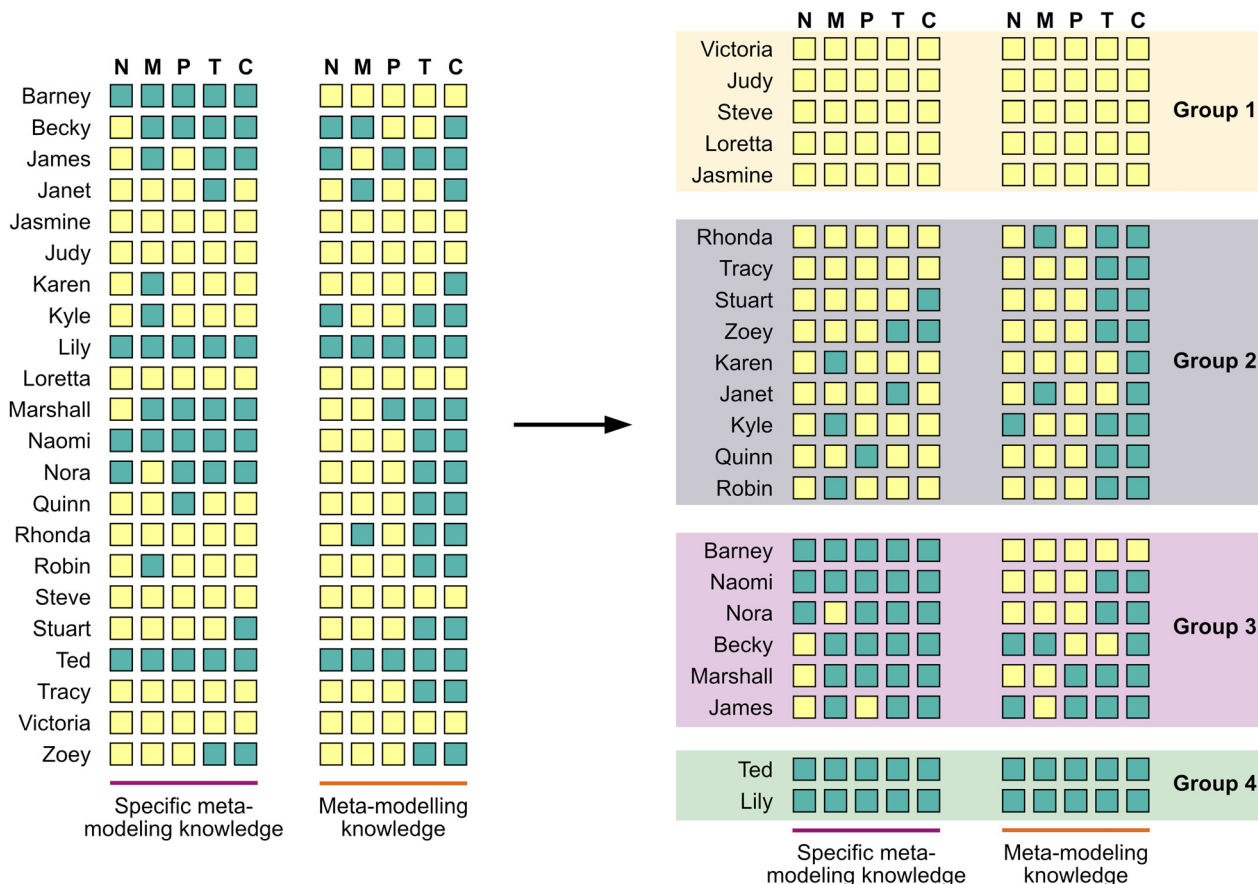 N M P T C N M P T C
Barney
Becky
James
Janet
Jasmine
Judy
Karen
Kyle
Lily
Loretta
Marshall
Naomi
Nora
Quinn
Rhonda
Robin
Steve
Stuart
Ted
Tracy
Victoria
Zoey
Specific meta-
modeling knowledge
Meta-modelling
knowledge
N M P T C N M P T C
Victoria
Judy
Steve
Loretta
Jasmine
Group 1
Rhonda
Tracy
Stuart
Zoey
Karen
Janet
Kyle
Quinn
Robin
Group 2
Barney
Naomi
Nora
Becky
Marshall
James
Group 3
Ted
Lily
Group 4
Specific meta-
modeling knowledge
Meta-modeling
knowledge